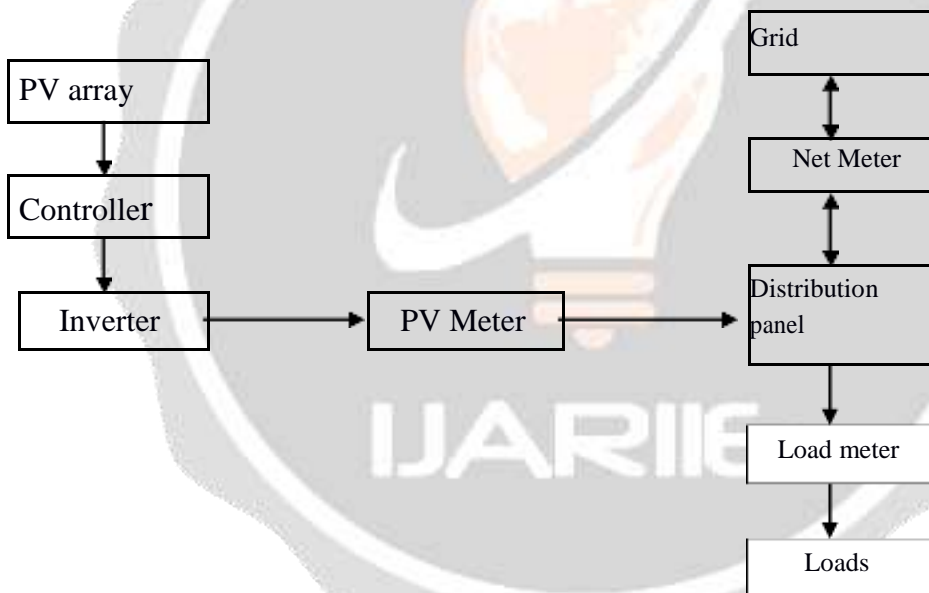 PV array
Controller
Inverter
PV Meter
Grid
Net Meter
Distribution
panel
Load meter
Loads
IJARIIE